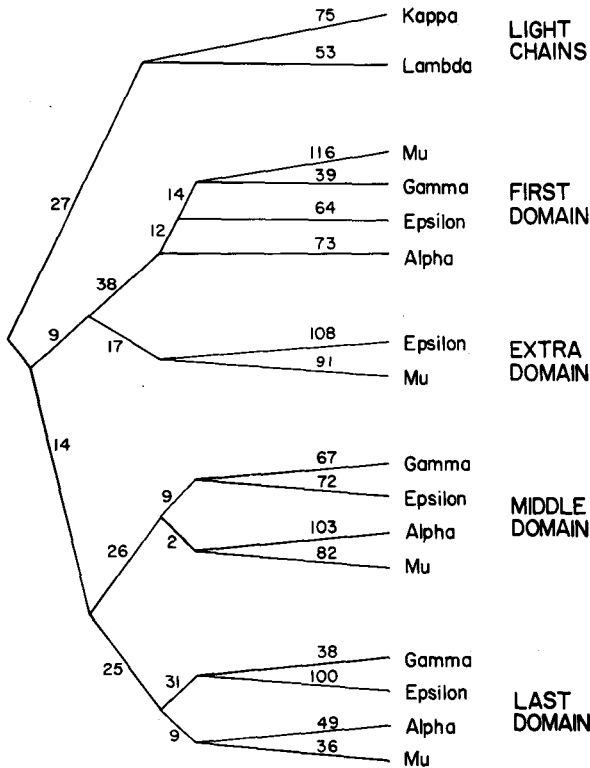 75 Kappa
LIGHT
CHAINS
53 Lambda
27
116 Mu
14 39 Gamma
FIRST
DOMAIN
64 Epsilon
12
73 Alpha
38
9
17
108 Epsilon
EXTRA
DOMAIN
91 Mu
14
67 Gamma
9
72 Epsilon
MIDDLE
DOMAIN
103 Alpha
26 2
82 Mu
38 Gamma
25
31
100 Epsilon
LAST
DOMAIN
49 Alpha
9
36 Mu